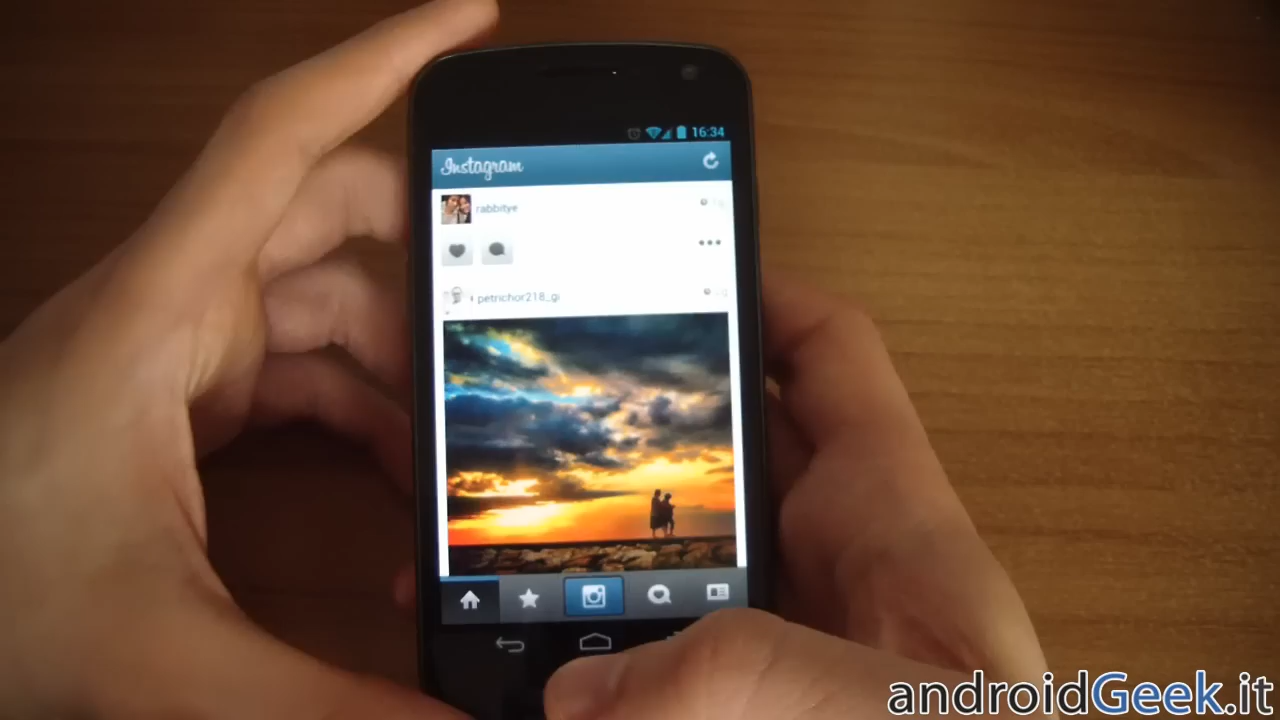 16:34
Instagram
rabbitye
petrichor218_gi
androidGeek.it